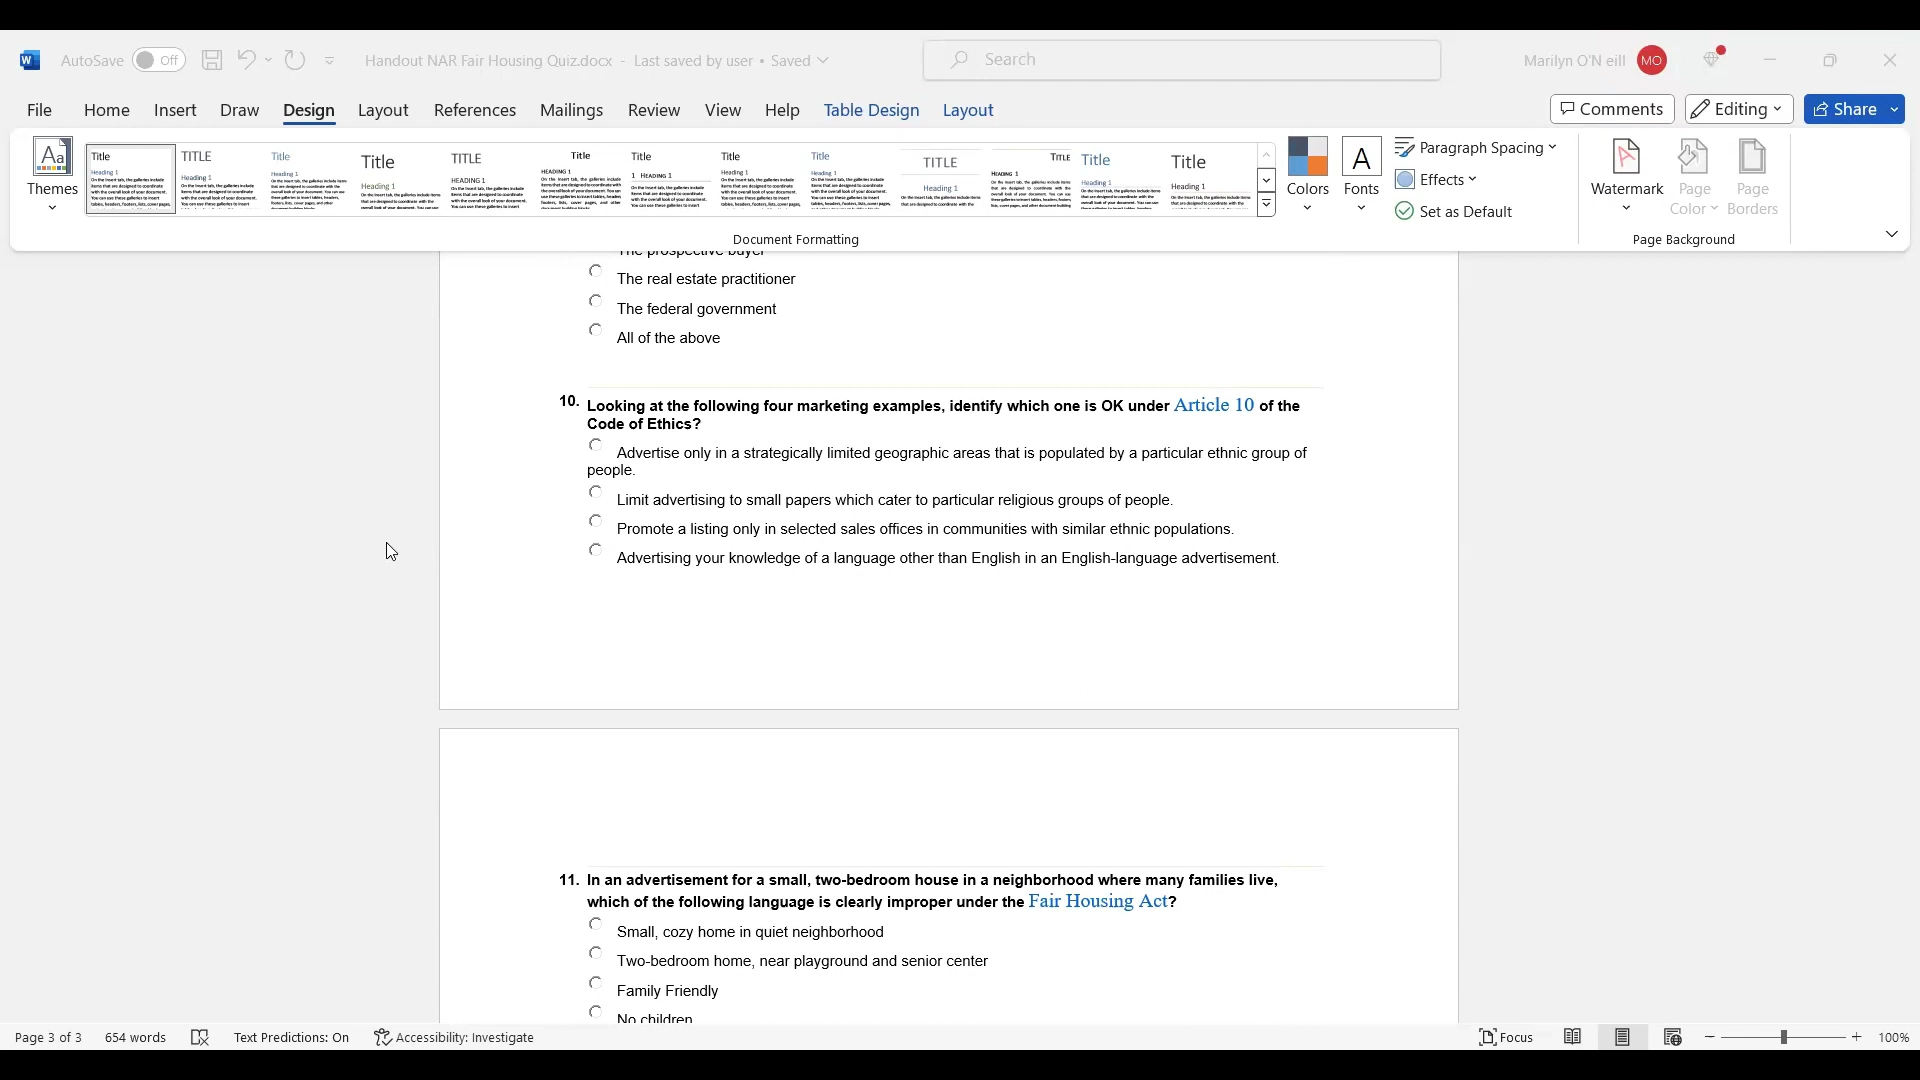 AutoSave Off Handout NAR Fair Housing Quiz.docx - Last saved by user • Saved Search Marilyn O'N eill MO
File Home Insert Draw Design Layout References Mailings Review View Help Table Design Layout Comments Editing Share
Themes Colors Fonts Paragraph Spacing Effects Set as Default Watermark Page Color Page Borders
Document Formatting Page Background
The prospective buyer
The real estate practitioner
The federal government
All of the above
10. Looking at the following four marketing examples, identify which one is OK under Article 10 of the
Code of Ethics?
Advertise only in a strategically limited geographic areas that is populated by a particular ethnic group of
people.
Limit advertising to small papers which cater to particular religious groups of people.
Promote a listing only in selected sales offices in communities with similar ethnic populations.
Advertising your knowledge of a language other than English in an English-language advertisement.
11. In an advertisement for a small, two-bedroom house in a neighborhood where many families live,
which of the following language is clearly improper under the Fair Housing Act?
Small, cozy home in quiet neighborhood
Two-bedroom home, near playground and senior center
Family Friendly
No children
Page 3 of 3 654 words Text Predictions: On Accessibility: Investigate Focus 100%